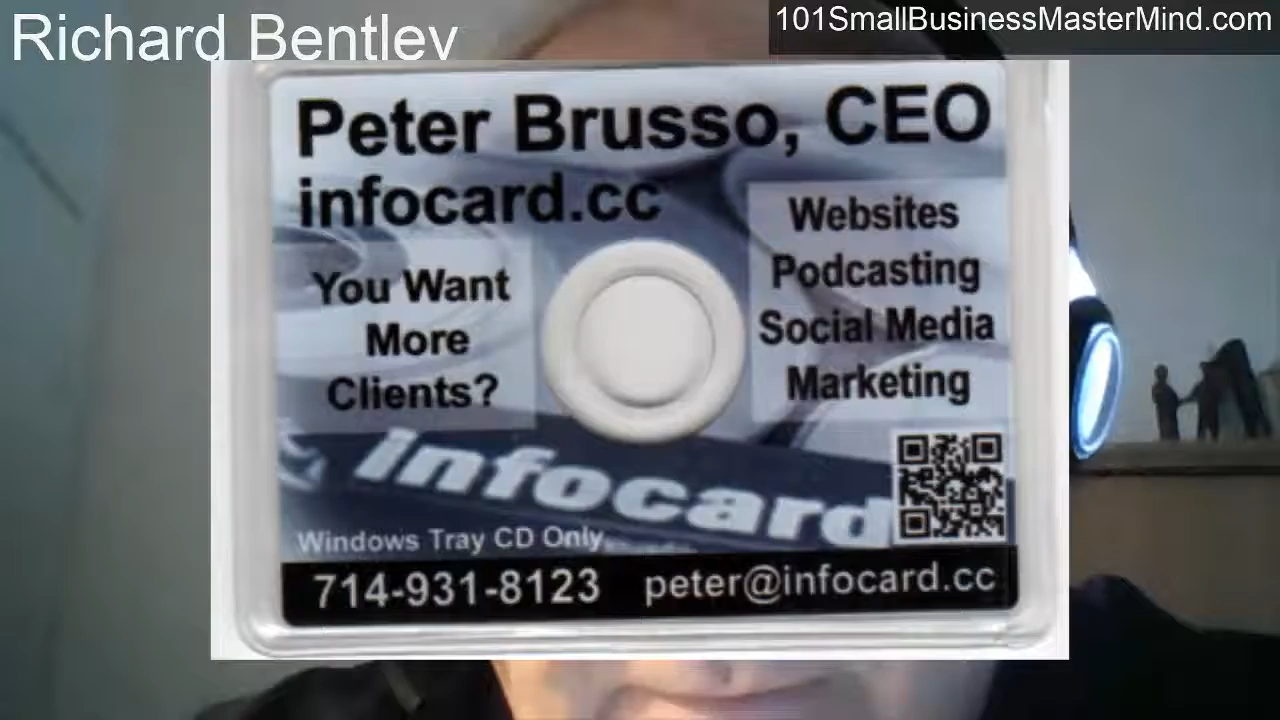 Richard Bentley
101SmallBusinessMasterMind.com
Peter Brusso, CEO
infocard.cc
You Want
More
Clients?
Websites
Podcasting
Social Media
Marketing
infocard
Windows Tray CD Only
714-931-8123 peter@infocard.cc